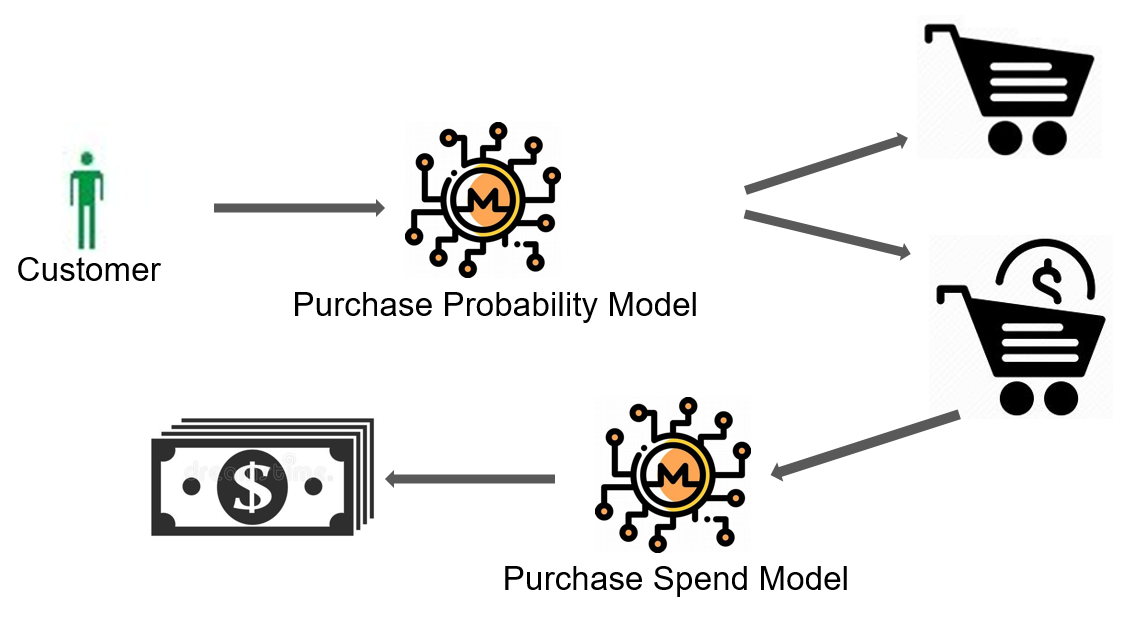 Customer
Purchase Probability Model
$
$
Purchase Spend Model